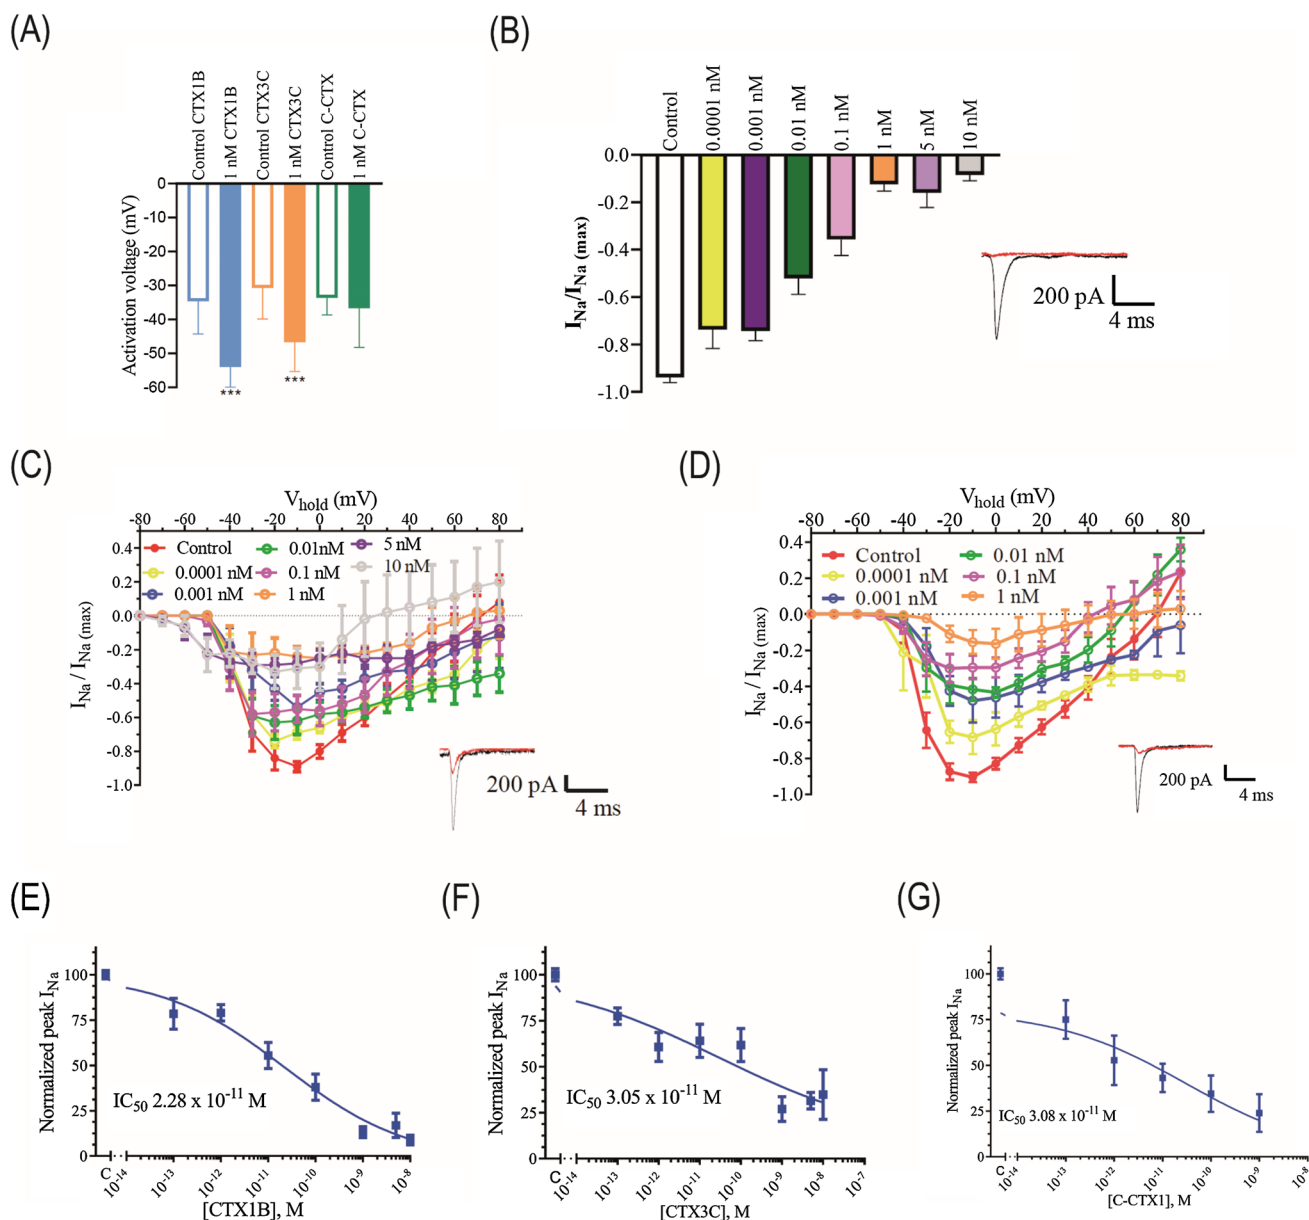 (A)
Control CTX1B
1 nM CTX1B
Control CTX3C
1 nM CTX3C
Control C-CTX
1 nM C-CTX
Activation voltage (mV)
0
-10
-20
-30
-40
-50
-60
***
***
(B)
Control
0.0001 nM
0.001 nM
0.01 nM
0.1 nM
1 nM
5 nM
10 nM
I_Na/I_Na (max)
0.0
-0.2
-0.4
-0.6
-0.8
-1.0
200 pA
4 ms
(C)
V_hold (mV)
-80 -60 -40 -20 0 20 40 60 80
I_Na / I_Na (max)
0.4
0.2
0.0
-0.2
-0.4
-0.6
-0.8
-1.0
Control
0.0001 nM
0.001 nM
0.01nM
0.1 nM
1 nM
5 nM
10 nM
200 pA
4 ms
(D)
V_hold (mV)
-80 -60 -40 -20 0 20 40 60 80
I_Na / I_Na (max)
0.4
0.2
0.0
-0.2
-0.4
-0.6
-0.8
-1.0
Control
0.0001 nM
0.001 nM
0.01 nM
0.1 nM
1 nM
200 pA
4 ms
(E)
Normalized peak I_Na
100
75
50
25
0
IC50 2.28 x 10^-11 M
C 10^-14 10^-13 10^-12 10^-11 10^-10 10^-9 10^-8
[CTX1B], M
(F)
Normalized peak I_Na
100
75
50
25
0
IC50 3.05 x 10^-11 M
C 10^-14 10^-13 10^-12 10^-11 10^-10 10^-9 10^-8 10^-7
[CTX3C], M
(G)
Normalized peak I_Na
100
75
50
25
0
IC50 3.08 x 10^-11 M
C 10^-14 10^-13 10^-12 10^-11 10^-10 10^-9 10^-8
[C-CTX1], M